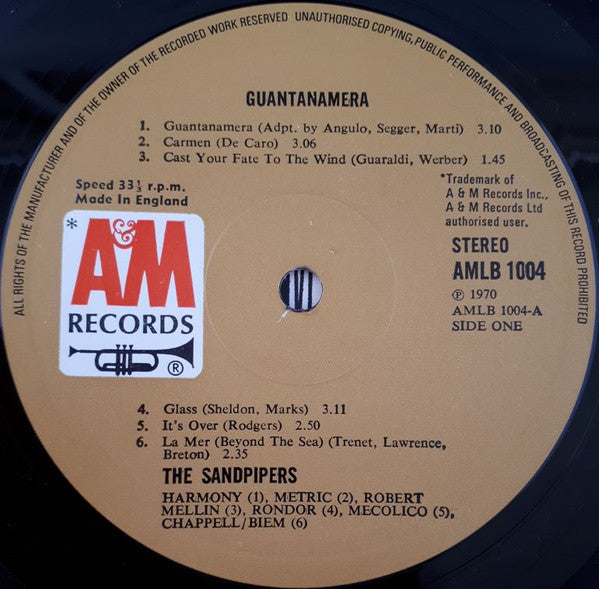 ALL RIGHTS OF THE MANUFACTURER AND OF THE OWNER OF THE RECORDED WORK RESERVED UNAUTHORISED COPYING, PUBLIC PERFORMANCE AND BROADCASTING OF THIS RECORD PROHIBITED
GUANTANAMERA
1. Guantanamera (Adpt. by Angulo, Segger, Marti) 3.10
2. Carmen (De Caro) 3.06
3. Cast Your Fate To The Wind (Guaraldi, Werber) 1.45
Speed 33⅓ r.p.m.
Made In England
*Trademark of
A & M Records Inc.,
A & M Records Ltd
authorised user.
* A&M
RECORDS
®
STEREO
AMLB 1004
℗ 1970
AMLB 1004-A
SIDE ONE
4. Glass (Sheldon, Marks) 3.11
5. It's Over (Rodgers) 2.50
6. La Mer (Beyond The Sea) (Trenet, Lawrence,
Breton) 2.35
THE SANDPIPERS
HARMONY (1), METRIC (2), ROBERT
MELLIN (3), RONDOR (4), MECOLICO (5),
CHAPPELL/BIEM (6)